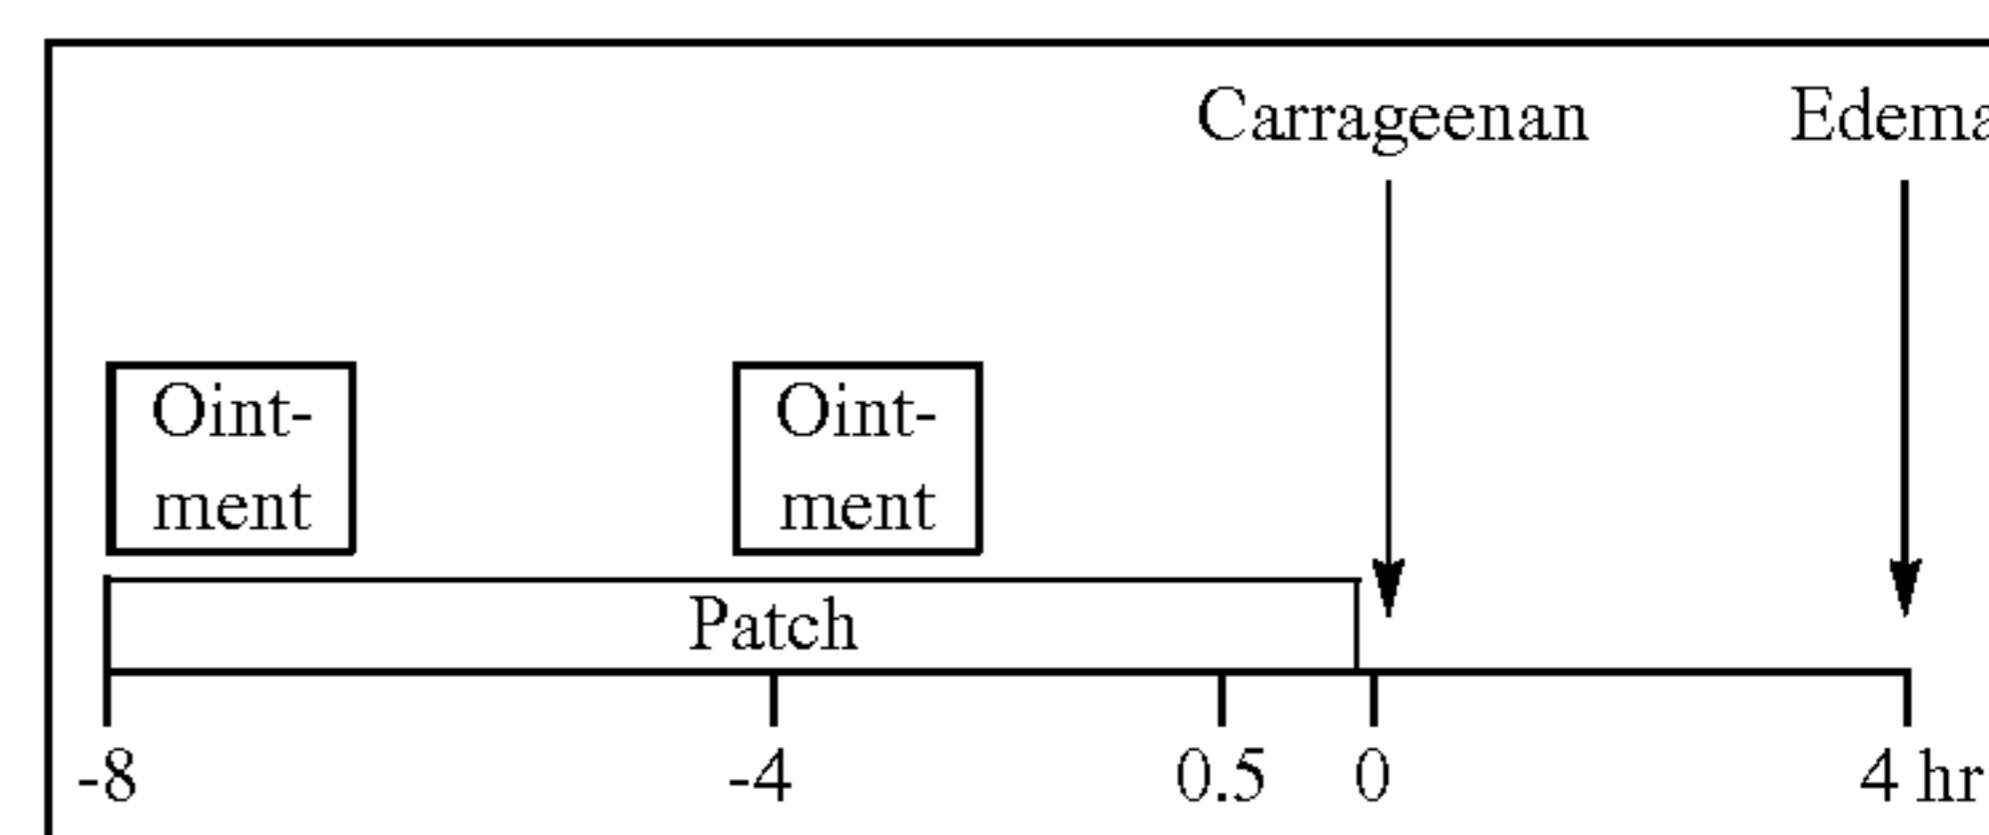 Carrageenan Edema
Oint- Oint-
ment ment
Patch
-8 -4 0.5 0 4 hr